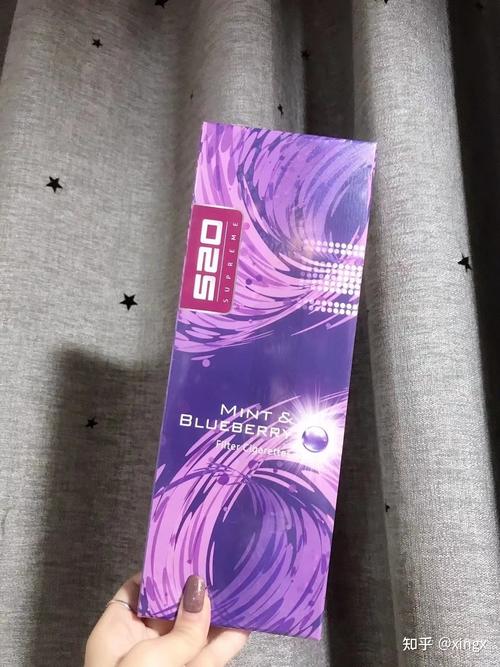 520
SUPREME
MINT &
BLUEBERRY
Filter Cigarettes
知乎 @xingx